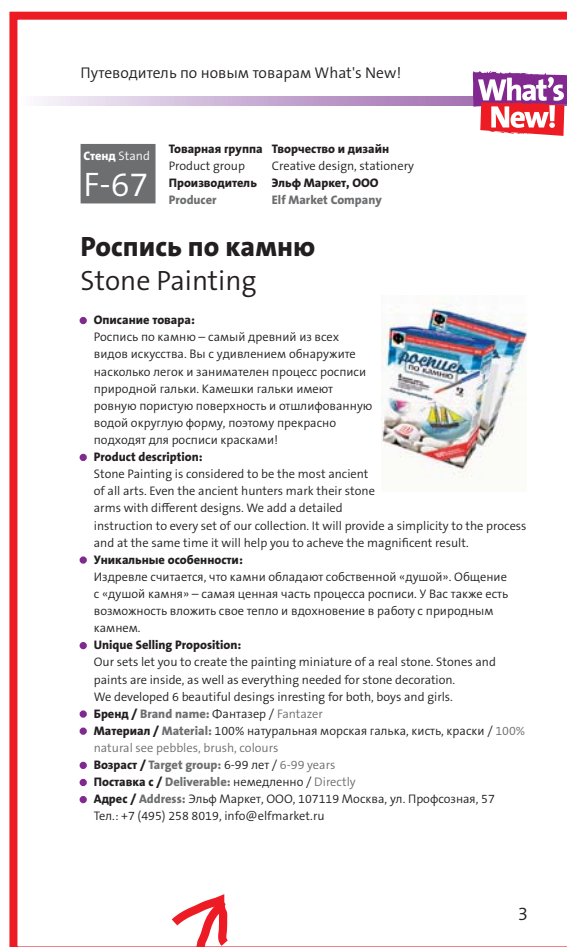 Путеводитель по новым товарам What's New!
What's
New!
Стенд Stand
F-67
Товарная группа Творчество и дизайн
Product group Creative design, stationery
Производитель Эльф Маркет, ООО
Producer Elf Market Company
Роспись по камню
Stone Painting
Описание товара:
Роспись по камню – самый древний из всех
видов искусства. Вы с удивлением обнаружите
насколько легок и занимателен процесс росписи
природной гальки. Камешки гальки имеют
ровную пористую поверхность и отшлифованную
водой округлую форму, поэтому прекрасно
подходят для росписи красками!
роспись
по камню
Product description:
Stone Painting is considered to be the most ancient
of all arts. Even the ancient hunters mark their stone
arms with different designs. We add a detailed
instruction to every set of our collection. It will provide a simplicity to the process
and at the same time it will help you to acheve the magnificent result.
Уникальные особенности:
Издревле считается, что камни обладают собственной «душой». Общение
с «душой камня» – самая ценная часть процесса росписи. У Вас также есть
возможность вложить свое тепло и вдохновение в работу с природным
камнем.
Unique Selling Proposition:
Our sets let you to create the painting miniature of a real stone. Stones and
paints are inside, as well as everything needed for stone decoration.
We developed 6 beautiful desings inresting for both, boys and girls.
Бренд / Brand name: Фантазер / Fantazer
Материал / Material: 100% натуральная морская галька, кисть, краски / 100%
natural see pebbles, brush, colours
Возраст / Target group: 6-99 лет / 6-99 years
Поставка с / Deliverable: немедленно / Directly
Адрес / Address: Эльф Маркет, ООО, 107119 Москва, ул. Профсозная, 57
Тел.: +7 (495) 258 8019, info@elfmarket.ru
3